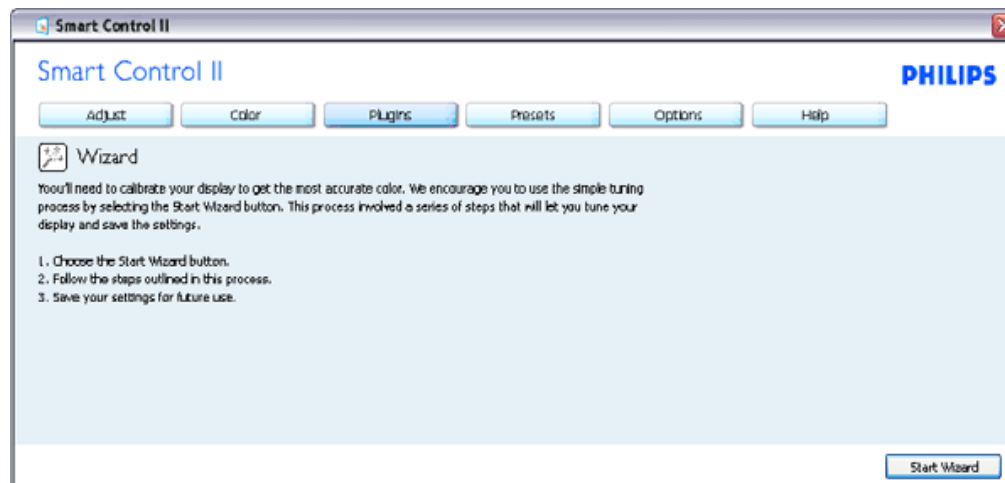 Smart Control II
Smart Control II
PHILIPS
Adjust Color Plugins Presets Options Help
Wizard
Yoou'll need to calibrate your display to get the most accurate color. We encourage you to use the simple tuning
process by selecting the Start Wizard button. This process involved a series of steps that will let you tune your
display and save the settings.
1. Choose the Start Wizard button.
2. Follow the steps outlined in this process.
3. Save your settings for future use.
Start Wizard